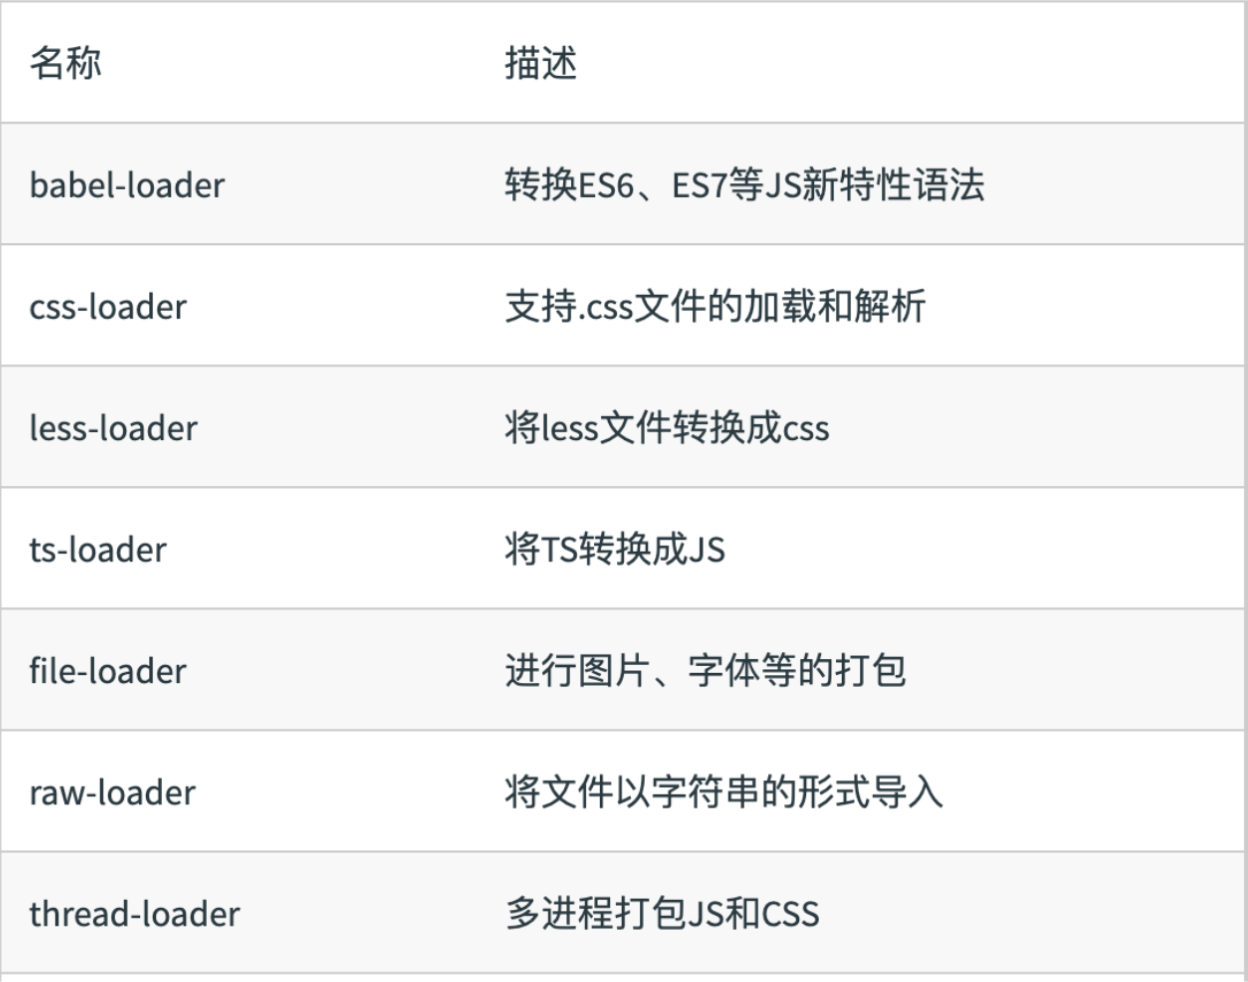 名称 描述
babel-loader 转换ES6、ES7等JS新特性语法
css-loader 支持.css文件的加载和解析
less-loader 将less文件转换成css
ts-loader 将TS转换成JS
file-loader 进行图片、字体等的打包
raw-loader 将文件以字符串的形式导入
thread-loader 多进程打包JS和CSS